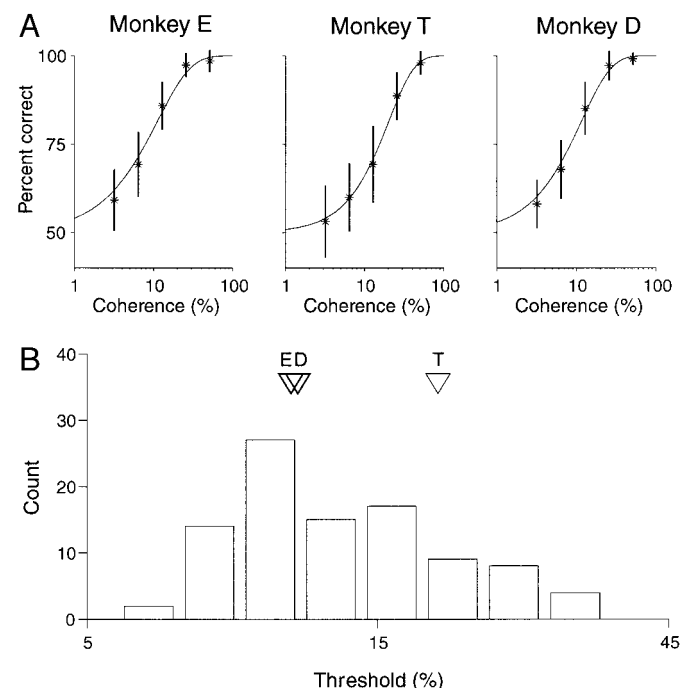 A
Monkey E
Monkey T
Monkey D
Percent correct
100
75
50
1 10 100
1 10 100
1 10 100
Coherence (%)
Coherence (%)
Coherence (%)
B
E D
T
Count
40
30
20
10
0
5 15 45
Threshold (%)